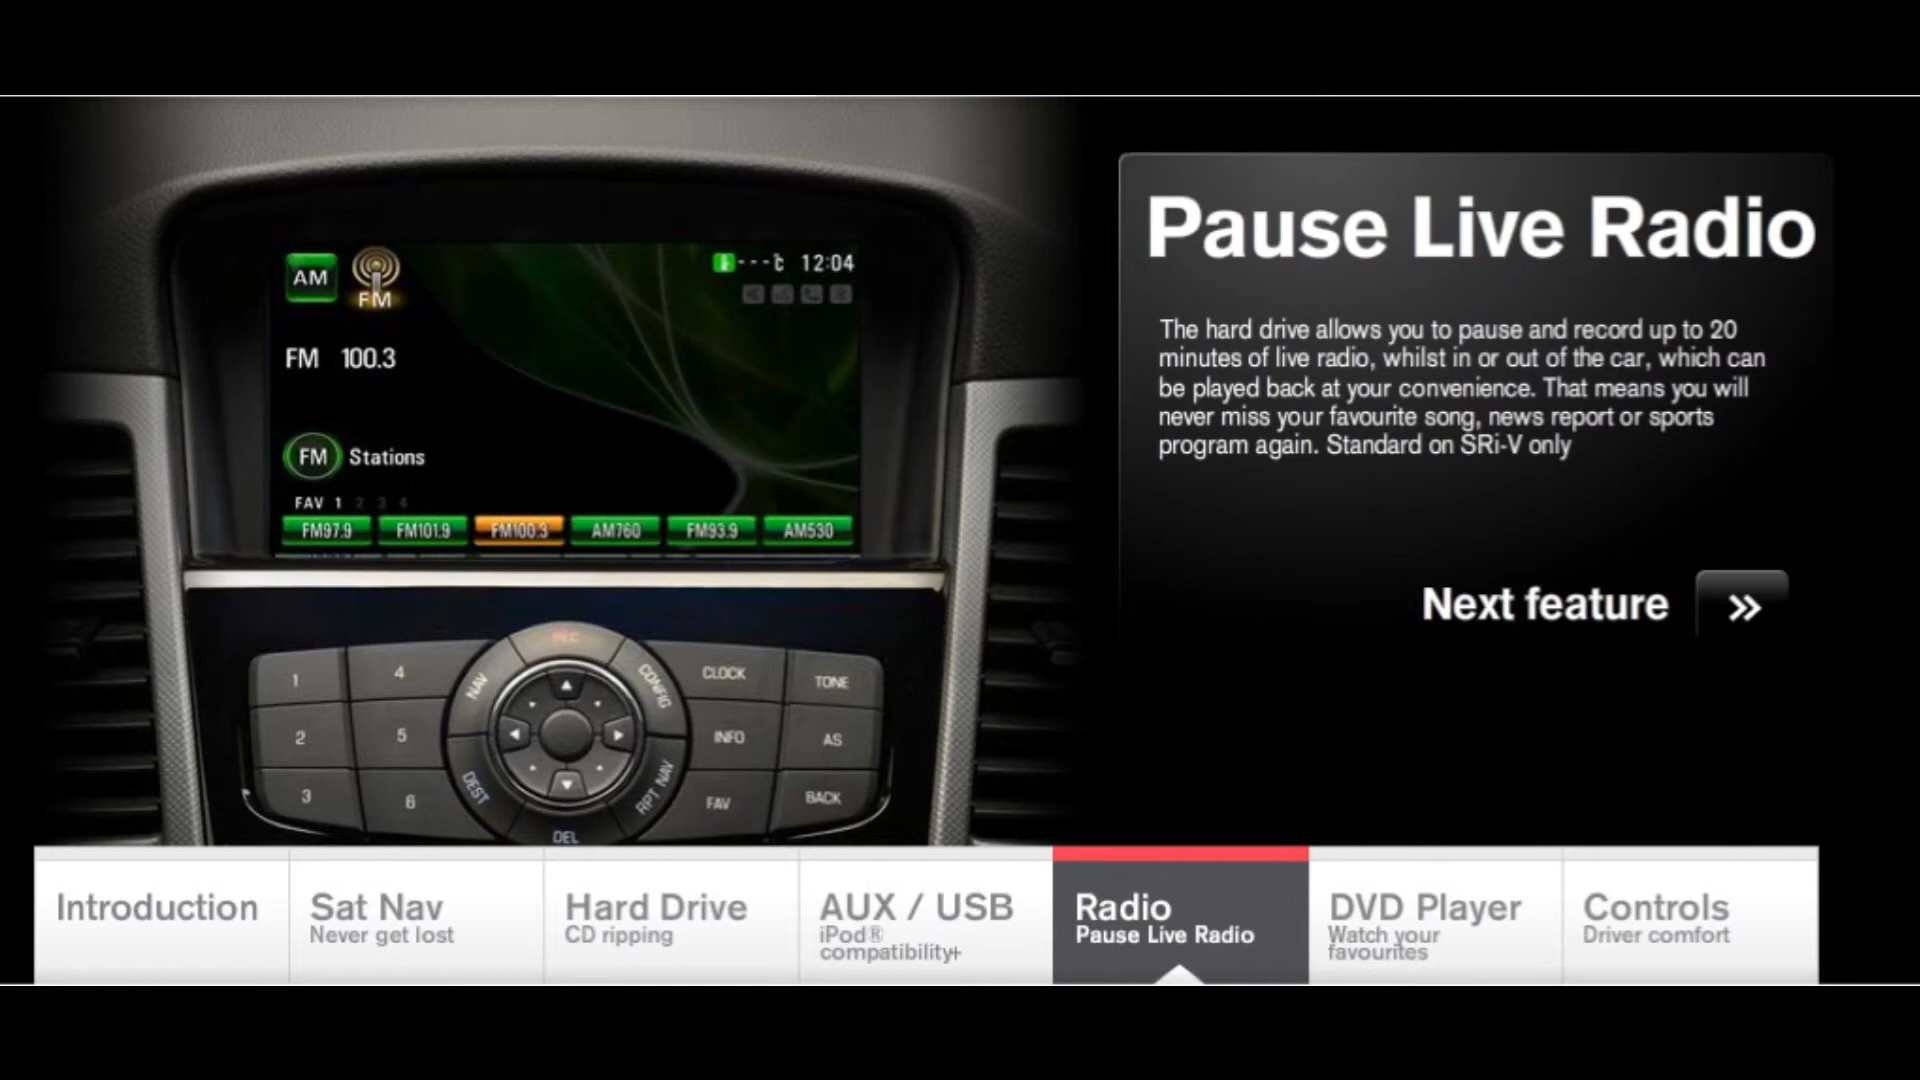 AM
FM
---°c 12:04
FM 100.3
FM Stations
FAV 1 2 3 4
FM97.9 FM101.9 FM100.3 AM760 FM93.9 AM530
REC
NAV
CONFIG
DEST
RPT NAV
DEL
1 4 CLOCK TONE
2 5 INFO AS
3 6 FAV BACK
Pause Live Radio
The hard drive allows you to pause and record up to 20
minutes of live radio, whilst in or out of the car, which can
be played back at your convenience. That means you will
never miss your favourite song, news report or sports
program again. Standard on SRi-V only
Next feature »
Introduction
Sat Nav
Never get lost
Hard Drive
CD ripping
AUX / USB
iPod®
compatibility+
Radio
Pause Live Radio
DVD Player
Watch your
favourites
Controls
Driver comfort